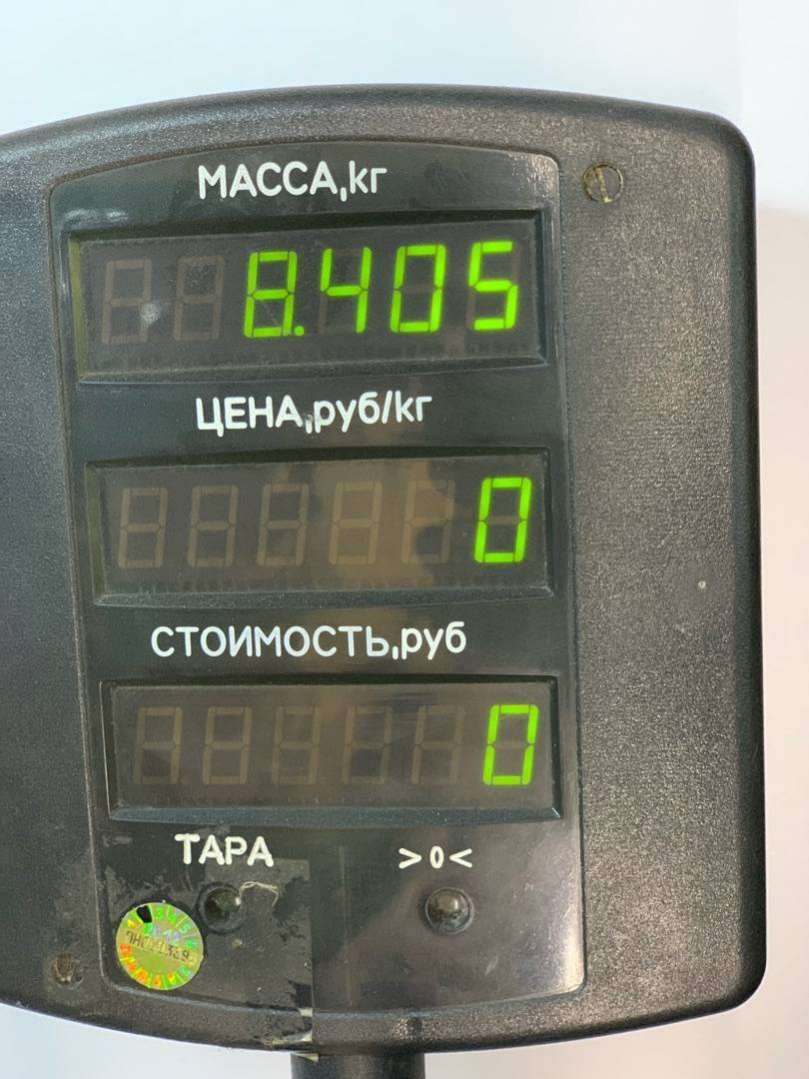 МАССА,кг
8.405
ЦЕНА,руб/кг
0
СТОИМОСТЬ,руб
0
ТАРА >0<